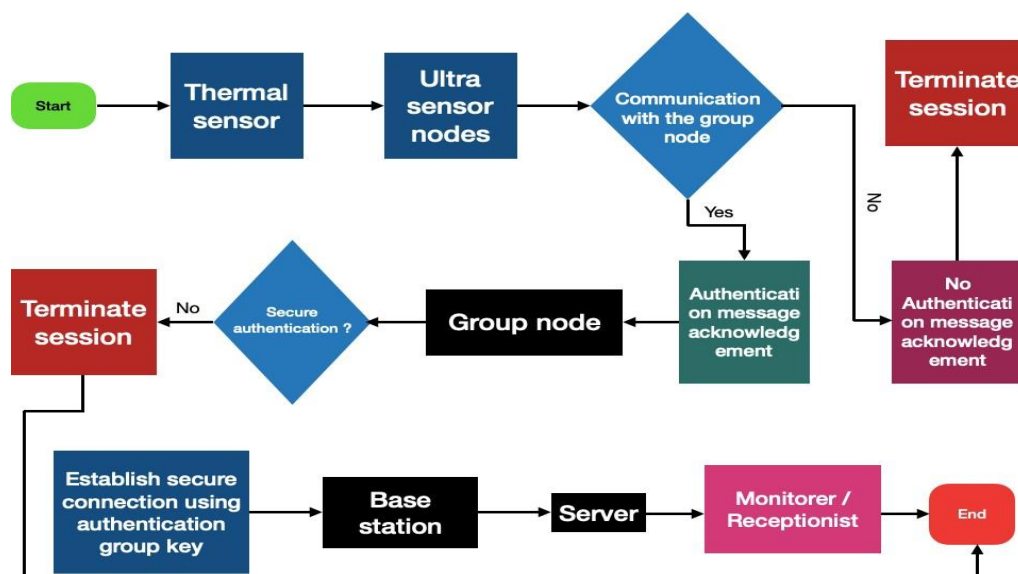 Start
Thermal
sensor
Ultra
sensor
nodes
Communication
with the group
node
Terminate
session
Yes
No
Terminate
session
No
Secure
authentication ?
Group node
Authenticati
on message
acknowledg
ement
No
Authenticati
on message
acknowledg
ement
Establish secure
connection using
authentication
group key
Base
station
Server
Monitorer /
Receptionist
End